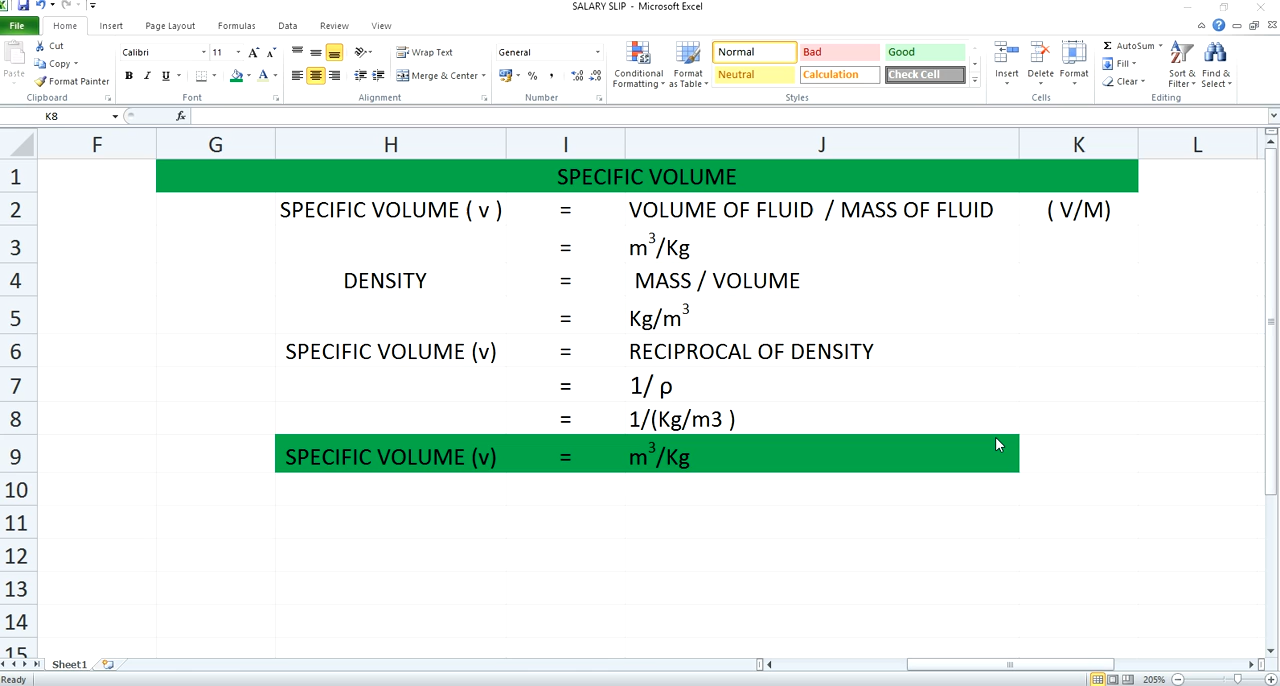 SALARY SLIP - Microsoft Excel
File Home Insert Page Layout Formulas Data Review View
Cut Calibri 11 A A Wrap Text General Normal Bad Good AutoSum
Paste Copy Conditional Formatting Format as Table Insert Delete Format Fill Sort & Filter Find & Select
Format Painter B I U A Merge & Center % , Neutral Calculation Check Cell Clear
Clipboard Font Alignment Number Styles Cells Editing
K8 fx
F G H I J K L
1 SPECIFIC VOLUME
2 SPECIFIC VOLUME ( v ) = VOLUME OF FLUID / MASS OF FLUID ( V/M)
3 = m³/Kg
4 DENSITY = MASS / VOLUME
5 = Kg/m³
6 SPECIFIC VOLUME (v) = RECIPROCAL OF DENSITY
7 = 1/ ρ
8 = 1/(Kg/m3 )
9 SPECIFIC VOLUME (v) = m³/Kg
10
11
12
13
14
15
Sheet1
Ready 205%